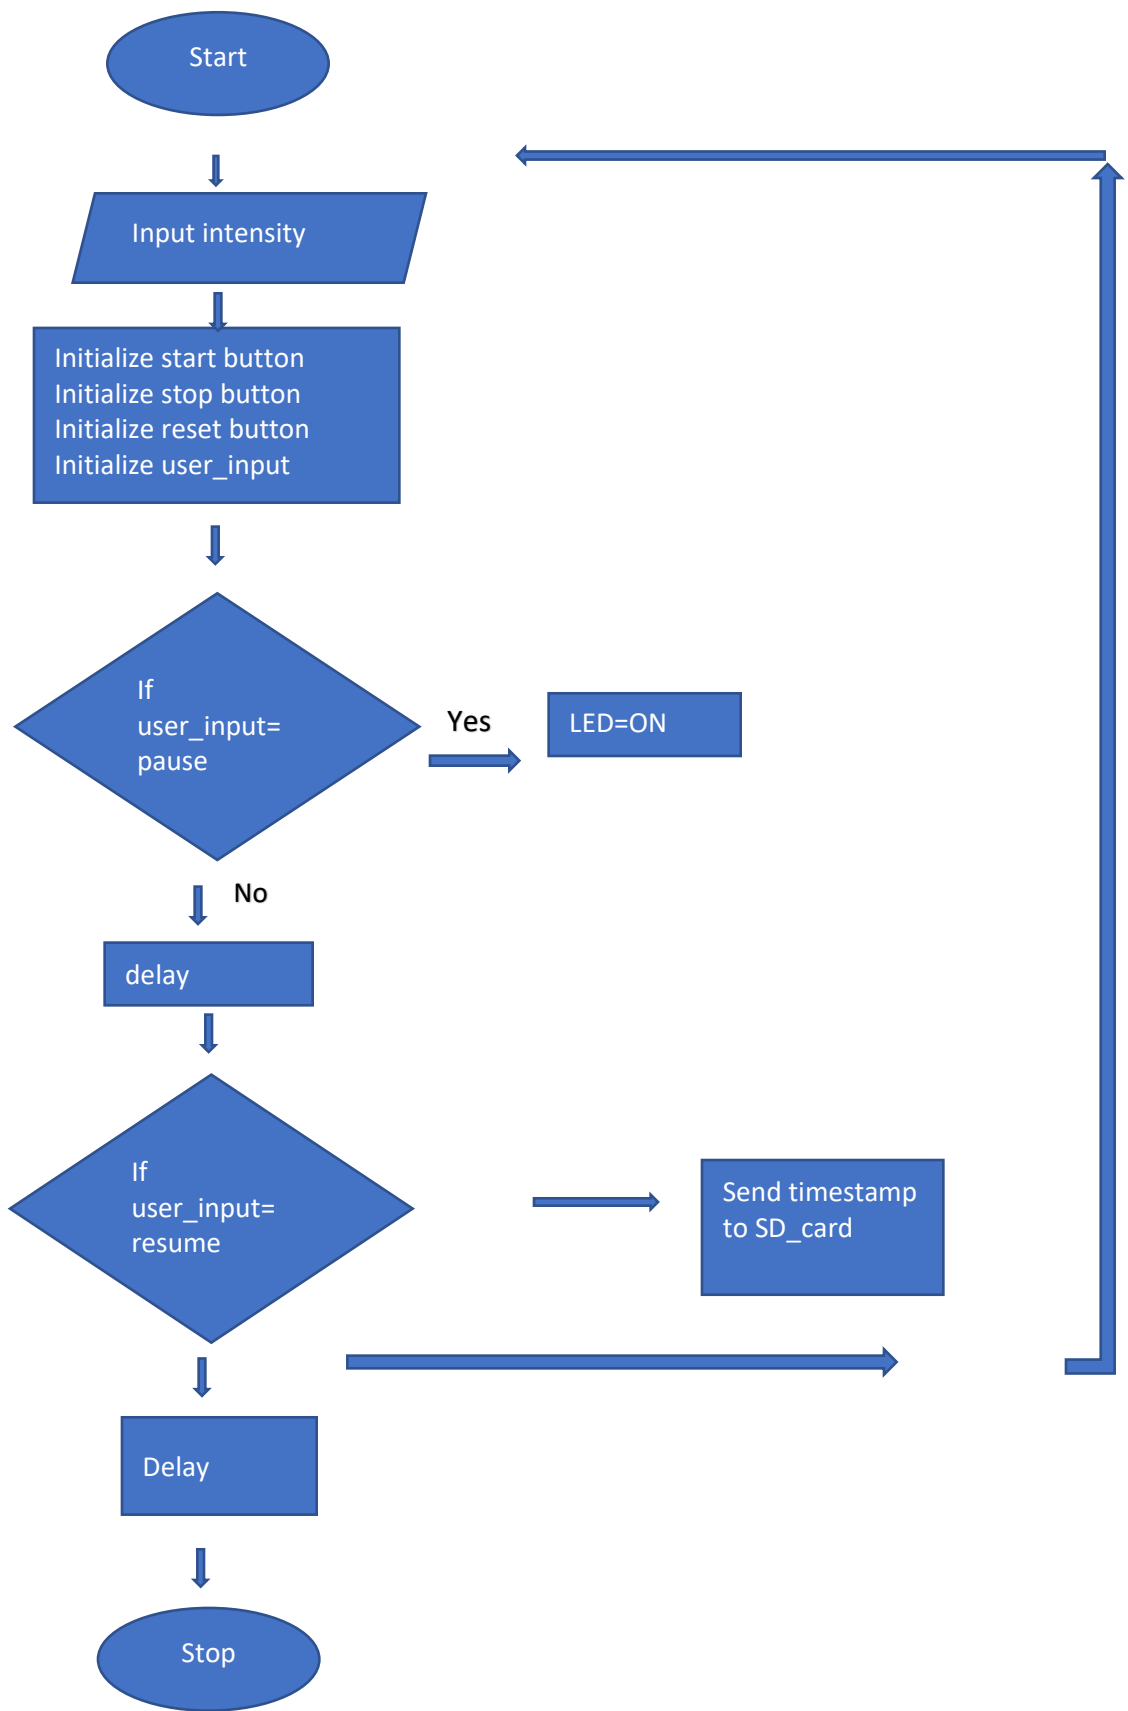 Start
Input intensity
Initialize start button
Initialize stop button
Initialize reset button
Initialize user_input
If
user_input=
pause
Yes
LED=ON
No
delay
If
user_input=
resume
Send timestamp
to SD_card
Delay
Stop